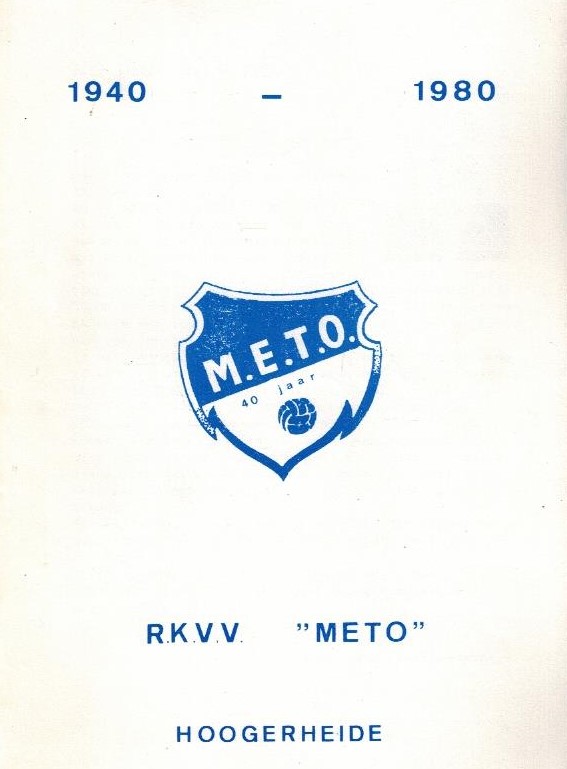 1940 – 1980
M.E.T.O.
40 jaar
R.K.V.V. ”METO”
HOOGERHEIDE